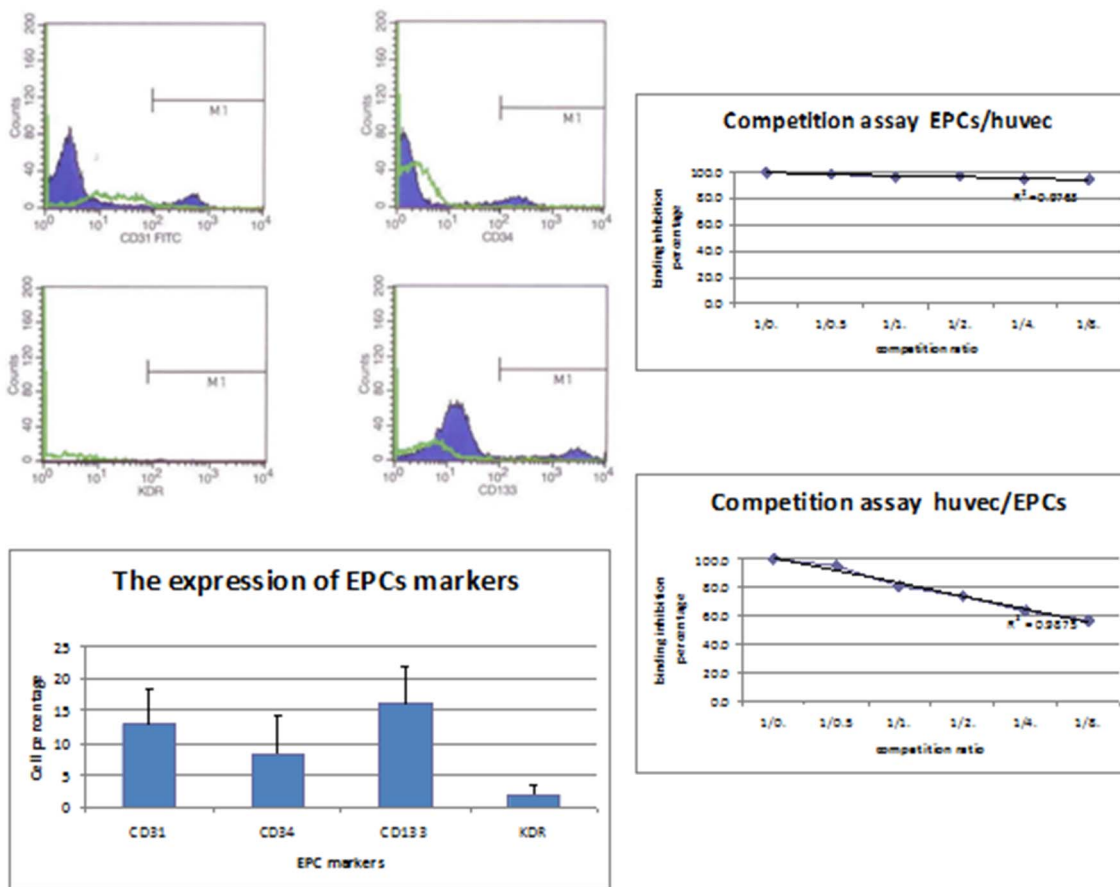 200
160
120
80
40
0
Counts
M1
10^0 10^1 10^2 10^3 10^4
CD31 FITC
200
160
120
80
40
0
Counts
M1
10^0 10^1 10^2 10^3 10^4
CD34
200
160
120
80
40
0
Counts
M1
10^0 10^1 10^2 10^3 10^4
KDR
200
160
120
80
40
0
Counts
M1
10^0 10^1 10^2 10^3 10^4
CD133
The expression of EPCs markers
25
20
15
10
5
0
Cell percentage
CD31 CD34 CD133 KDR
EPC markers
Competition assay EPCs/huvec
100.0
80.0
60.0
40.0
20.0
0.0
binding inhibition
percentage
1/0. 1/0.5 1/1. 1/2. 1/4. 1/8.
competition ratio
Competition assay huvec/EPCs
100.0
80.0
60.0
40.0
20.0
0.0
binding inhibition
percentage
1/0. 1/0.5 1/1. 1/2. 1/4. 1/8.
competition ratio